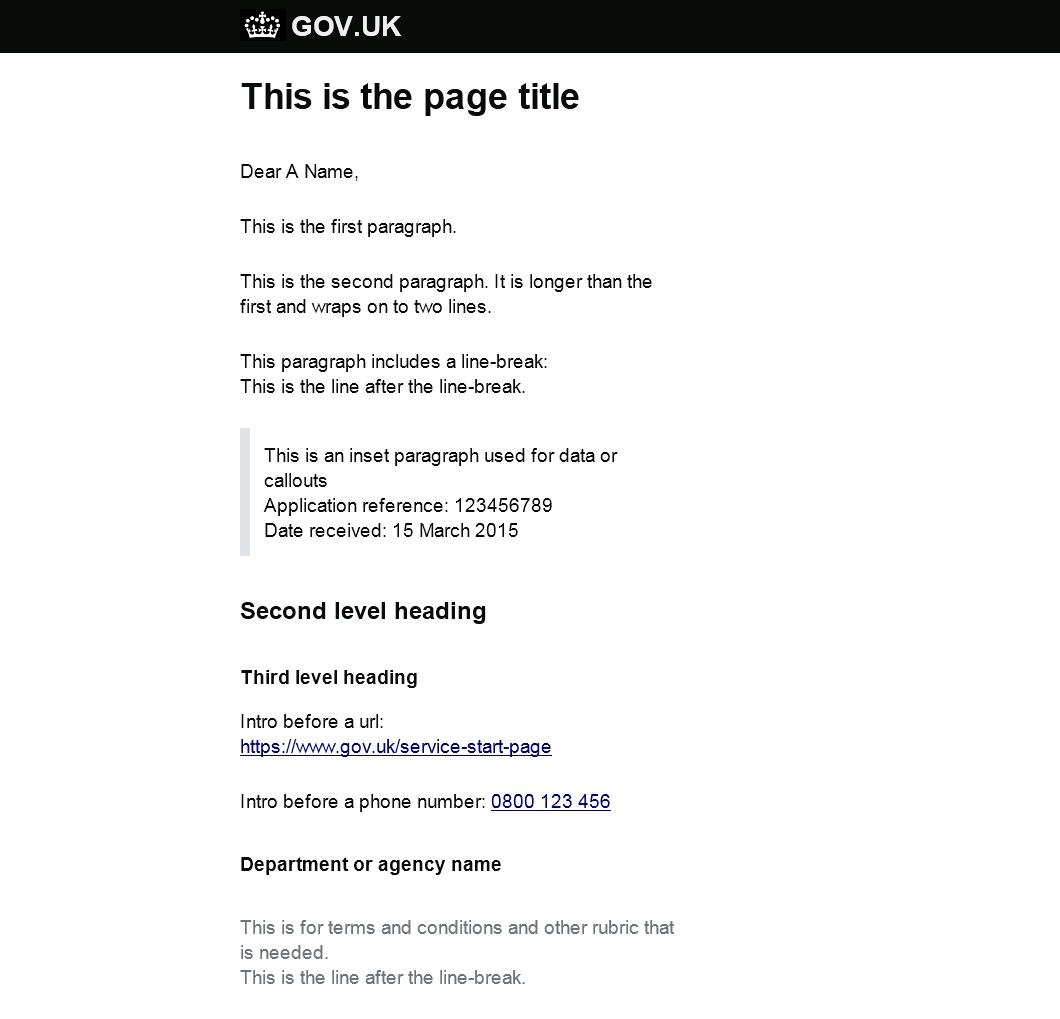 GOV.UK
This is the page title
Dear A Name,
This is the first paragraph.
This is the second paragraph. It is longer than the
first and wraps on to two lines.
This paragraph includes a line-break:
This is the line after the line-break.
This is an inset paragraph used for data or
callouts
Application reference: 123456789
Date received: 15 March 2015
Second level heading
Third level heading
Intro before a url:
https://www.gov.uk/service-start-page
Intro before a phone number: 0800 123 456
Department or agency name
This is for terms and conditions and other rubric that
is needed.
This is the line after the line-break.